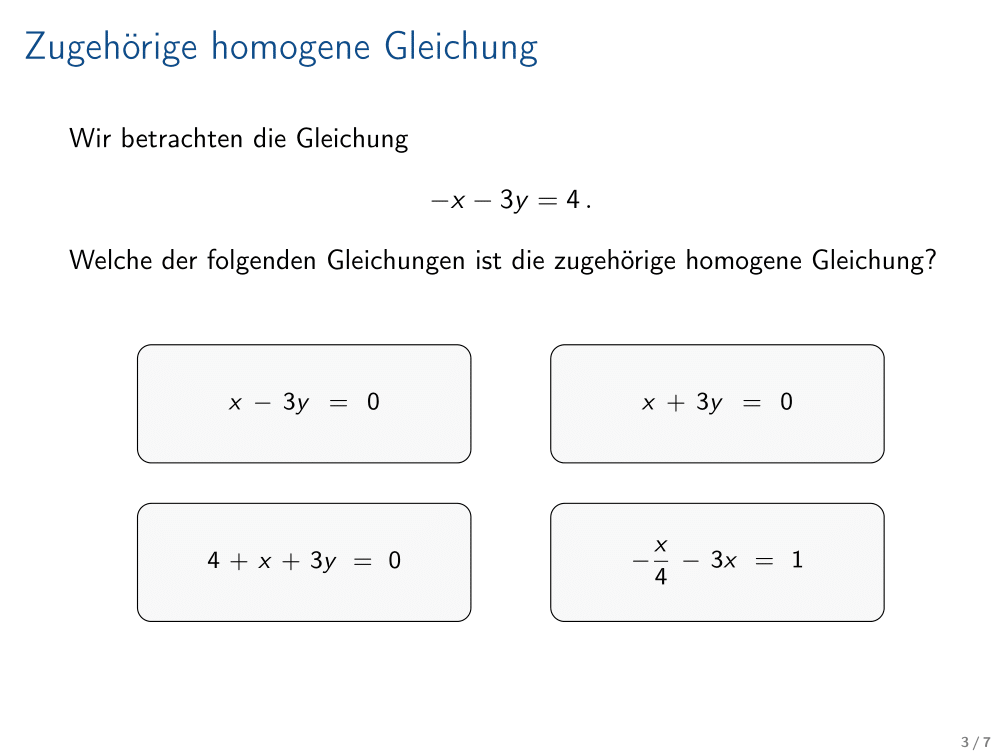 Zugehörige homogene Gleichung
Wir betrachten die Gleichung
−x − 3y = 4 .
Welche der folgenden Gleichungen ist die zugehörige homogene Gleichung?
x − 3y = 0
x + 3y = 0
4 + x + 3y = 0
−x/4 − 3x = 1
3 / 7